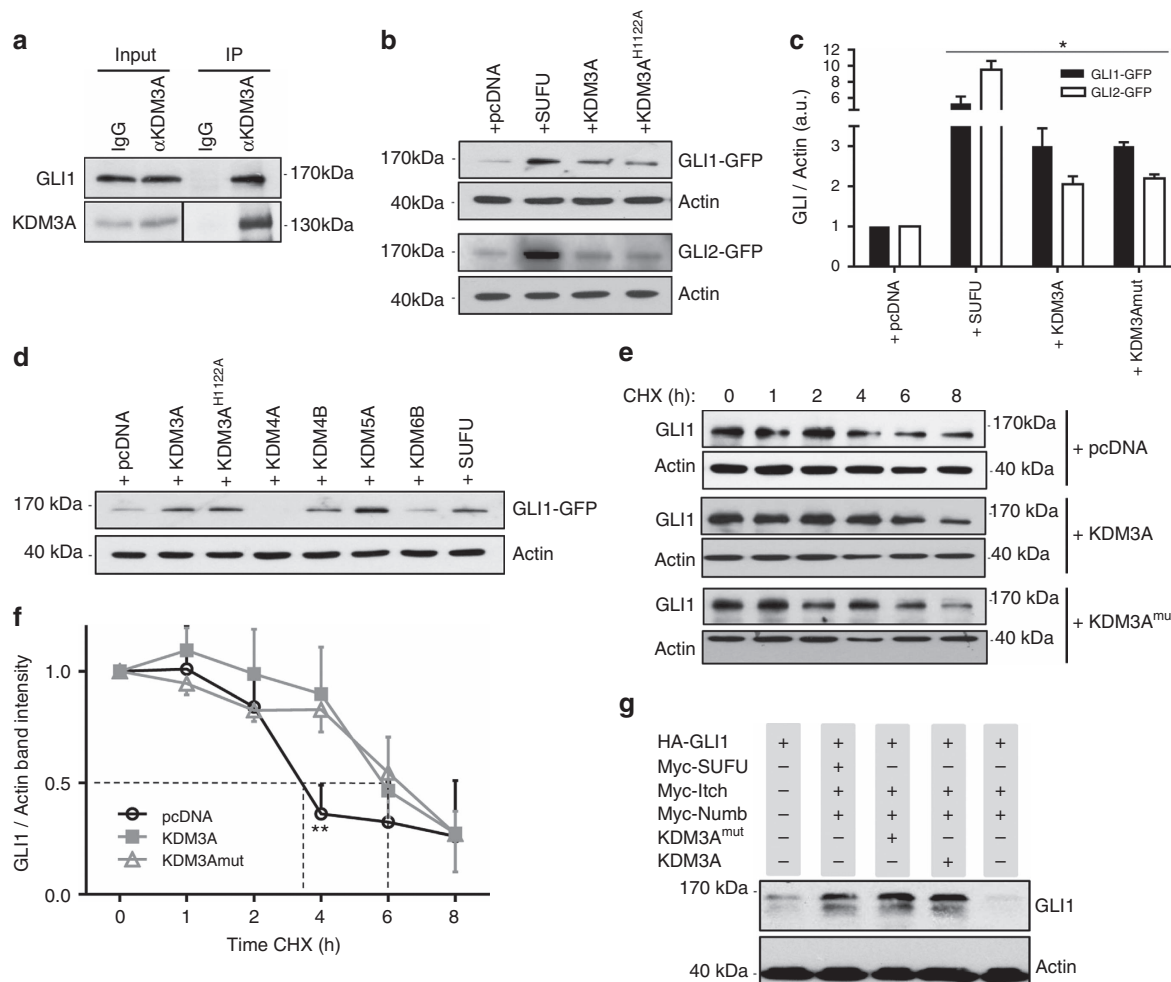 a
Input IP
IgG
αKDM3A
IgG
αKDM3A
GLI1
170kDa
KDM3A
130kDa
b
+pcDNA
+SUFU
+KDM3A
+KDM3A^H1122A
170kDa
GLI1-GFP
40kDa
Actin
170kDa
GLI2-GFP
40kDa
Actin
c
*
GLI1-GFP
GLI2-GFP
GLI / Actin (a.u.)
12
10
8
6
3
2
1
0
+ pcDNA
+ SUFU
+ KDM3A
+ KDM3Amut
d
+ pcDNA
+ KDM3A
+ KDM3A^H1122A
+ KDM4A
+ KDM4B
+ KDM5A
+ KDM6B
+ SUFU
170 kDa
GLI1-GFP
40 kDa
Actin
e
CHX (h): 0 1 2 4 6 8
GLI1
170kDa
Actin
40 kDa
+ pcDNA
GLI1
170 kDa
Actin
40 kDa
+ KDM3A
GLI1
170 kDa
Actin
40 kDa
+ KDM3A^mu
f
GLI1 / Actin band intensity
1.0
0.5
0.0
pcDNA
KDM3A
KDM3Amut
**
0 1 2 4 6 8
Time CHX (h)
g
HA-GLI1 + + + + +
Myc-SUFU – + – – –
Myc-Itch – + + + +
Myc-Numb – + + + +
KDM3A^mut – – + – –
KDM3A – – – + –
170 kDa
GLI1
40 kDa
Actin